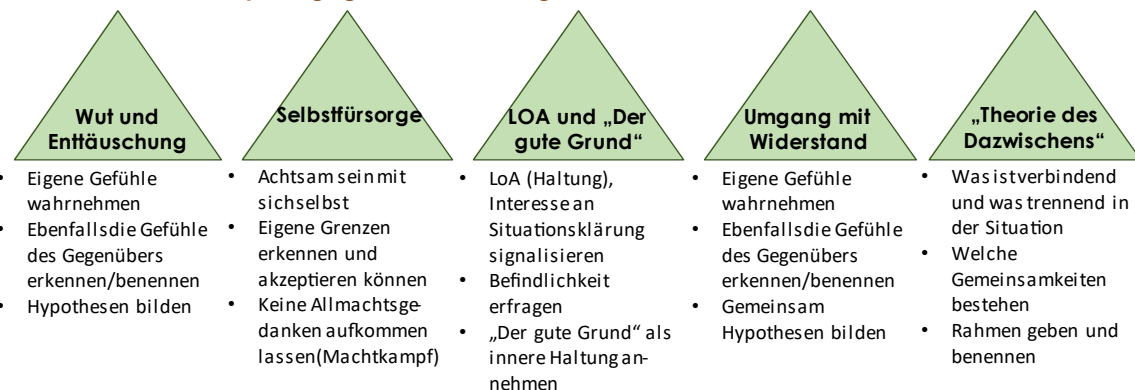 Wut und
Enttäuschung
• Eigene Gefühle
wahrnehmen
• Ebenfalls die Gefühle
des Gegenübers
erkennen/benennen
• Hypothesen bilden
Selbstfürsorge
• Achtsam sein mit
sich selbst
• Eigene Grenzen
erkennen und
akzeptieren können
• Keine Allmachtsge-
danken aufkommen
lassen(Machtkampf)
LOA und „Der
gute Grund“
• LoA (Haltung),
Interesse an
Situationsklärung
signalisieren
• Befindlichkeit
erfragen
• „Der gute Grund“ als
innere Haltung an-
nehmen
Umgang mit
Widerstand
• Eigene Gefühle
wahrnehmen
• Ebenfalls die Gefühle
des Gegenübers
erkennen/benennen
• Gemeinsam
Hypothesen bilden
„Theorie des
Dazwischens“
• Was ist verbindend
und was trennend in
der Situation
• Welche
Gemeinsamkeiten
bestehen
• Rahmen geben und
benennen